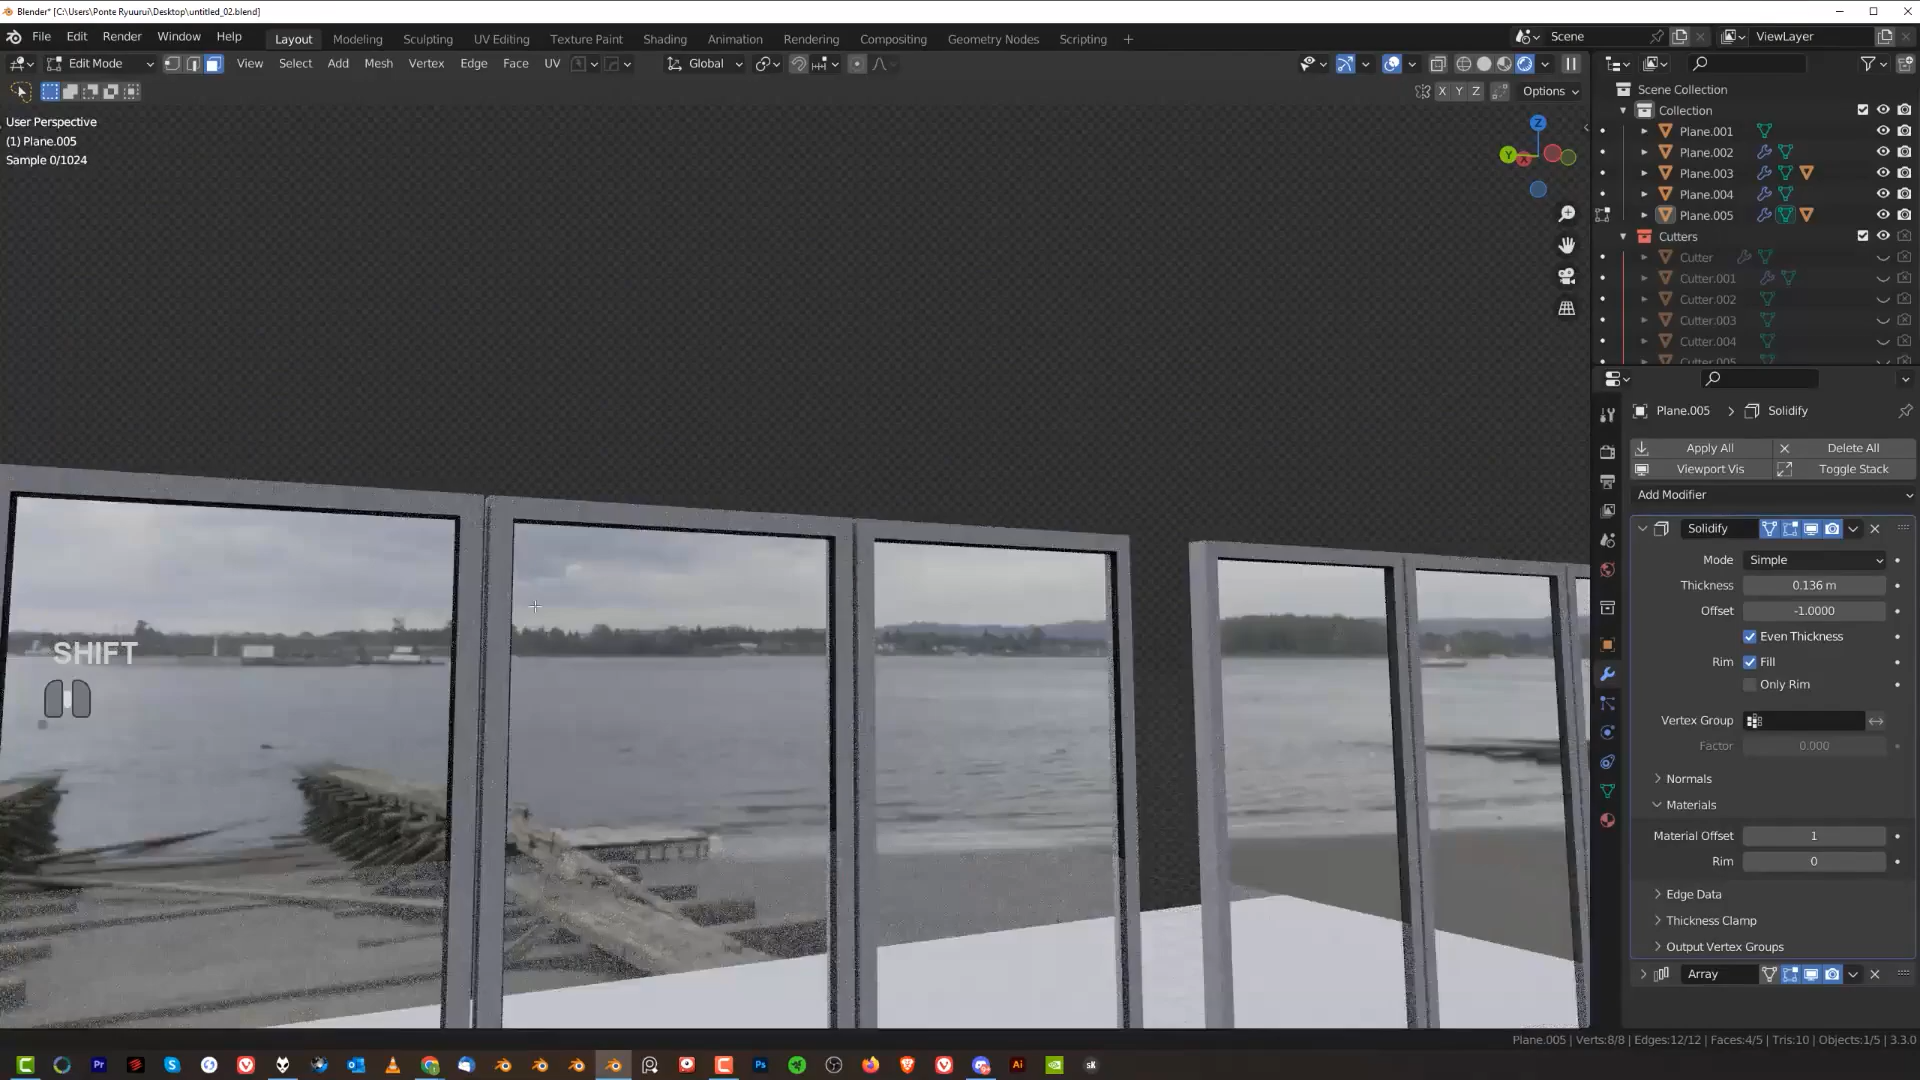 Blender* [C:\Users\Ponte Ryuurui\Desktop\untitled_02.blend]
File Edit Render Window Help Layout Modeling Sculpting UV Editing Texture Paint Shading Animation Rendering Compositing Geometry Nodes Scripting + Scene ViewLayer
Edit Mode View Select Add Mesh Vertex Edge Face UV Global
X Y Z Options
User Perspective
(1) Plane.005
Sample 0/1024
Z
Y
X
SHIFT
Scene Collection
Collection
Plane.001
Plane.002
Plane.003
Plane.004
Plane.005
Cutters
Cutter
Cutter.001
Cutter.002
Cutter.003
Cutter.004
Cutter.005
Plane.005 > Solidify
Apply All Delete All
Viewport Vis Toggle Stack
Add Modifier
Solidify
Mode Simple
Thickness 0.136 m
Offset -1.0000
Even Thickness
Rim Fill
Only Rim
Vertex Group
Factor 0.000
Normals
Materials
Material Offset 1
Rim 0
Edge Data
Thickness Clamp
Output Vertex Groups
Array
Plane.005 | Verts:8/8 | Edges:12/12 | Faces:4/5 | Tris:10 | Objects:1/5 | 3.3.0
Pr
Ps
Ai
sk